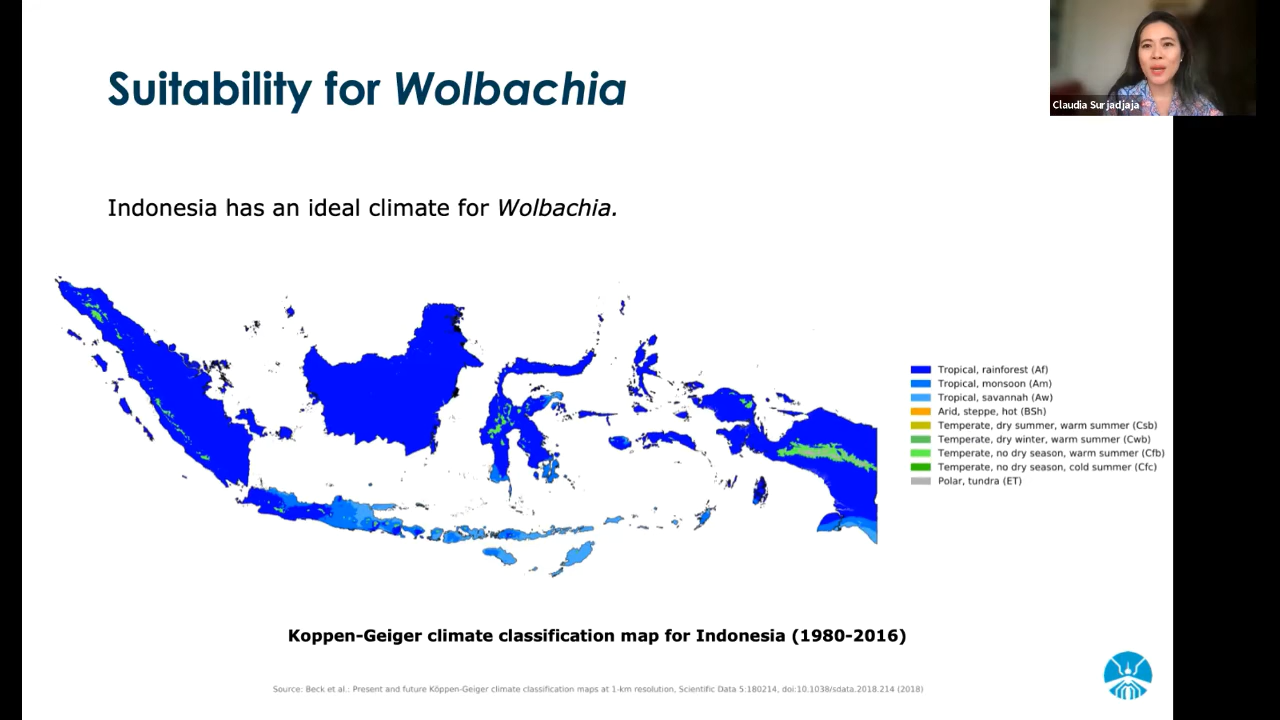 Suitability for Wolbachia
Claudia Surjadjaja
Indonesia has an ideal climate for Wolbachia.
Tropical, rainforest (Af)
Tropical, monsoon (Am)
Tropical, savannah (Aw)
Arid, steppe, hot (BSh)
Temperate, dry summer, warm summer (Csb)
Temperate, dry winter, warm summer (Cwb)
Temperate, no dry season, warm summer (Cfb)
Temperate, no dry season, cold summer (Cfc)
Polar, tundra (ET)
Koppen-Geiger climate classification map for Indonesia (1980-2016)
Source: Beck et al.: Present and future Köppen-Geiger climate classification maps at 1-km resolution, Scientific Data 5:180214, doi:10.1038/sdata.2018.214 (2018)